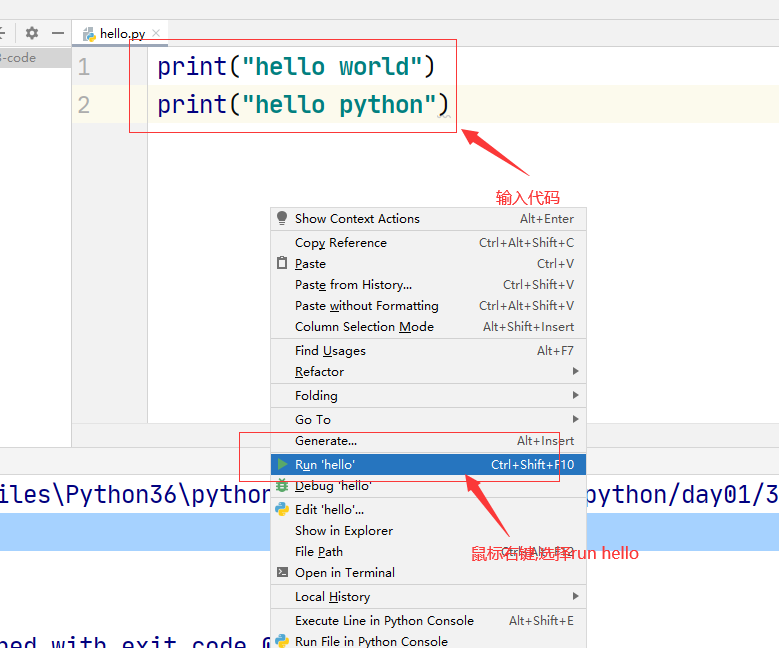 hello.py
-code
1 print("hello world")
2 print("hello python")
输入代码
Show Context Actions Alt+Enter
Copy Reference Ctrl+Alt+Shift+C
Paste Ctrl+V
Paste from History... Ctrl+Shift+V
Paste without Formatting Ctrl+Alt+Shift+V
Column Selection Mode Alt+Shift+Insert
Find Usages Alt+F7
Refactor
Folding
Go To
Generate... Alt+Insert
Run 'hello' Ctrl+Shift+F10
Debug 'hello'
iles\Python36\python python/day01/3
Edit 'hello'...
Show in Explorer
File Path
鼠标右键,选择run hello
Open in Terminal
Local History
Execute Line in Python Console Alt+Shift+E
Run File in Python Console
ned with exit code 0